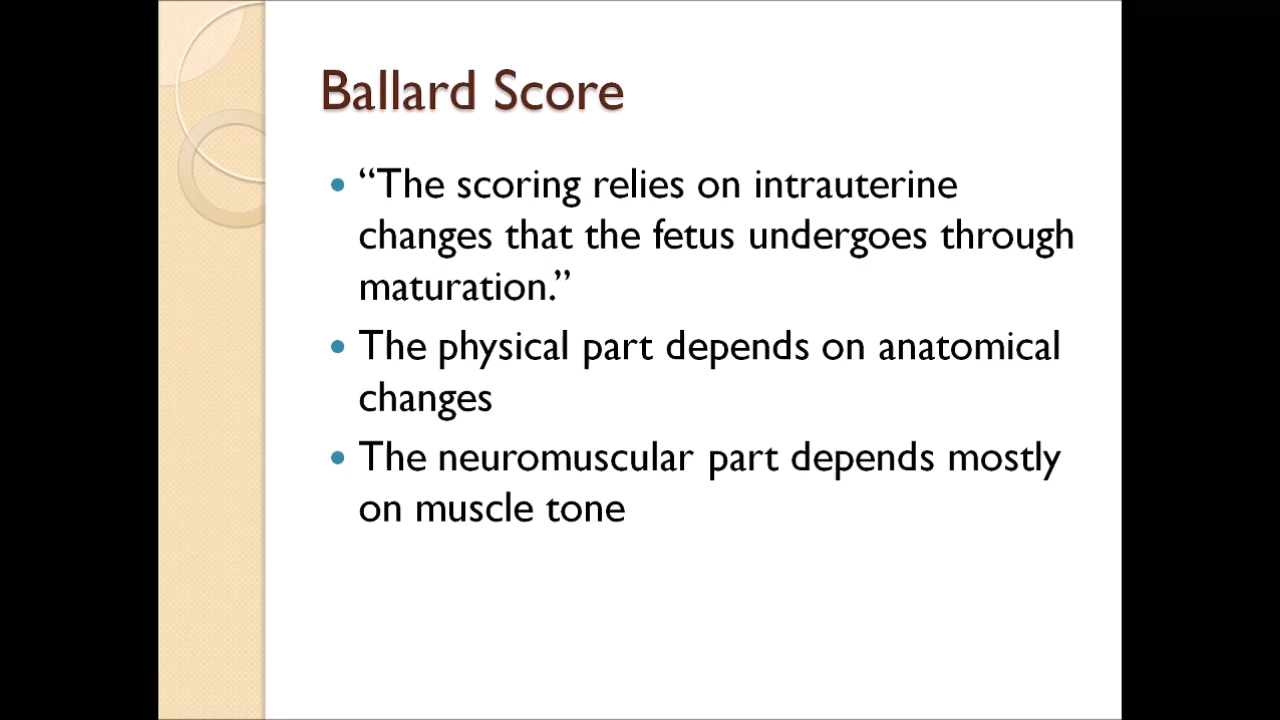 Ballard Score
• “The scoring relies on intrauterine
changes that the fetus undergoes through
maturation.”
• The physical part depends on anatomical
changes
• The neuromuscular part depends mostly
on muscle tone